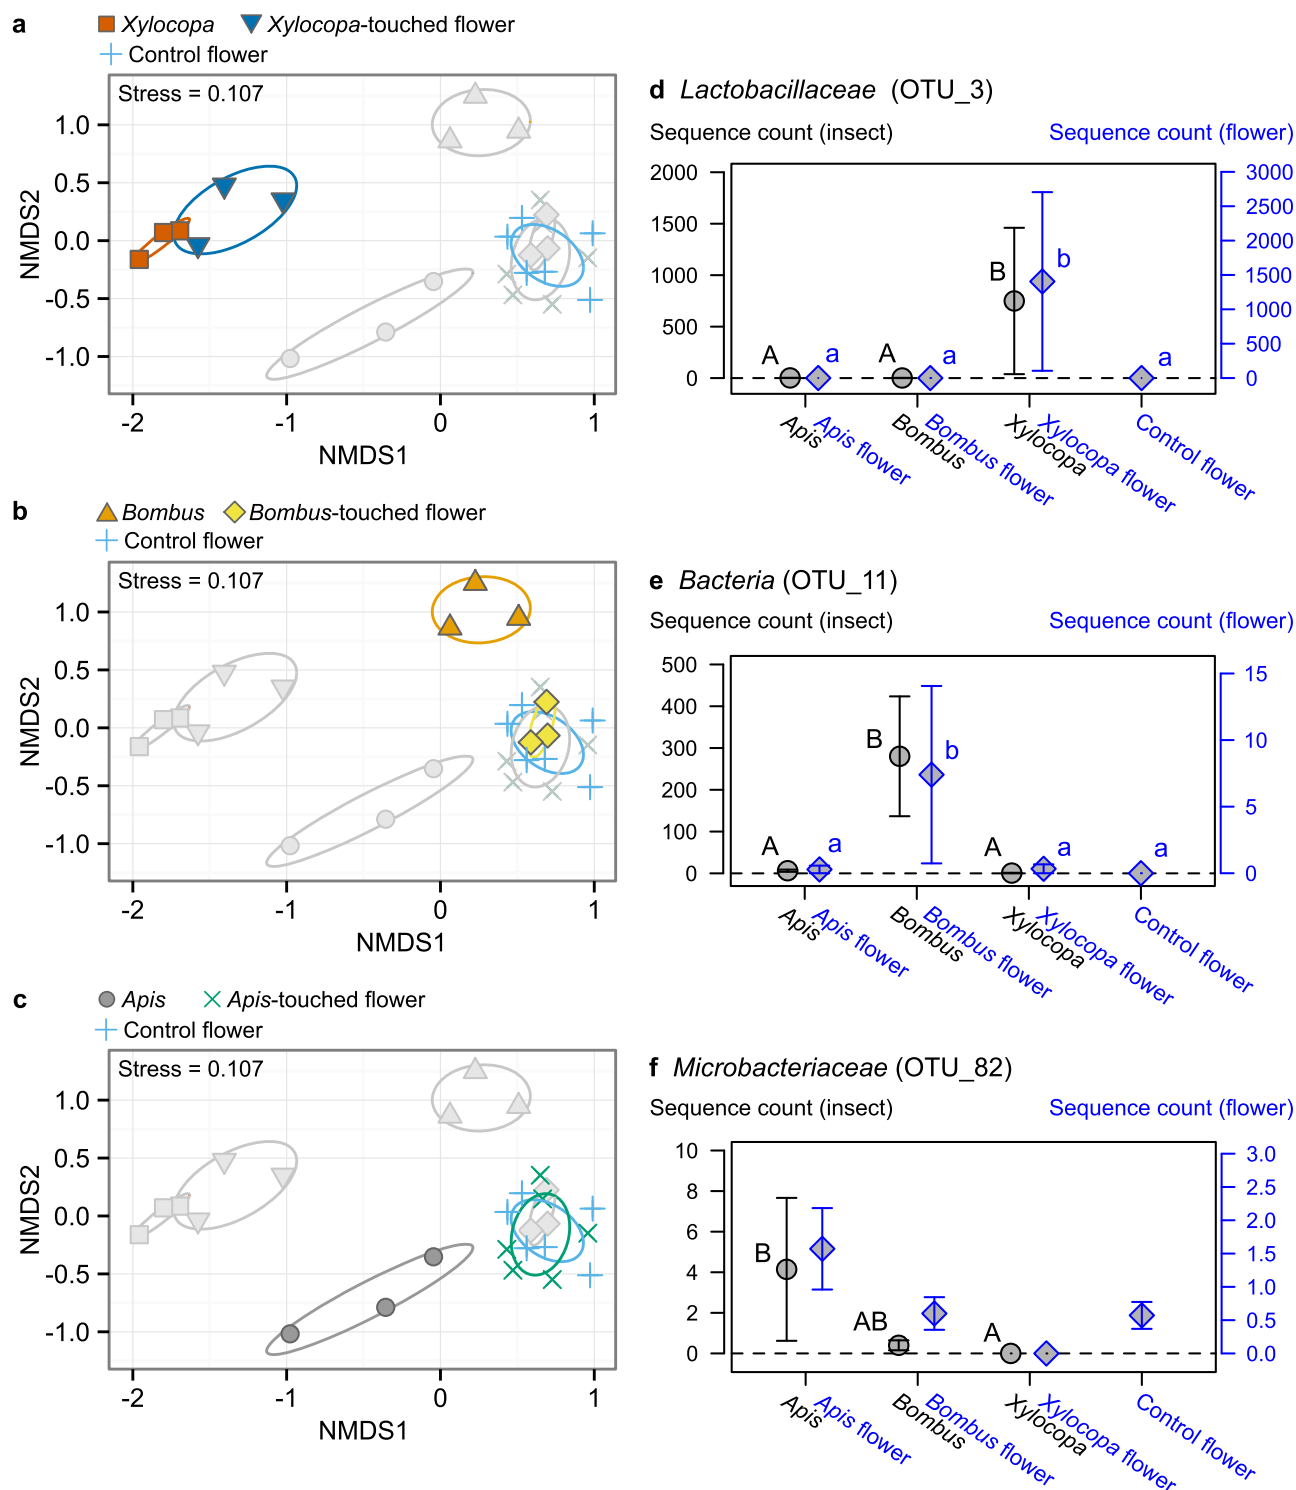 a
Xylocopa Xylocopa-touched flower
Control flower
Stress = 0.107
1.0
0.5
0.0
-0.5
-1.0
NMDS2
-2 -1 0 1
NMDS1
b
Bombus Bombus-touched flower
Control flower
Stress = 0.107
1.0
0.5
0.0
-0.5
-1.0
NMDS2
-2 -1 0 1
NMDS1
c
Apis Apis-touched flower
Control flower
Stress = 0.107
1.0
0.5
0.0
-0.5
-1.0
NMDS2
-2 -1 0 1
NMDS1
d Lactobacillaceae (OTU_3)
Sequence count (insect) Sequence count (flower)
2000
1500
1000
500
0
3000
2500
2000
1500
1000
500
0
A a A a B b a
Apis Apis flower Bombus Bombus flower Xylocopa Xylocopa flower Control flower
e Bacteria (OTU_11)
Sequence count (insect) Sequence count (flower)
500
400
300
200
100
0
15
10
5
0
A a B b A a a
Apis Apis flower Bombus Bombus flower Xylocopa Xylocopa flower Control flower
f Microbacteriaceae (OTU_82)
Sequence count (insect) Sequence count (flower)
10
8
6
4
2
0
3.0
2.5
2.0
1.5
1.0
0.5
0.0
B AB A
Apis Apis flower Bombus Bombus flower Xylocopa Xylocopa flower Control flower